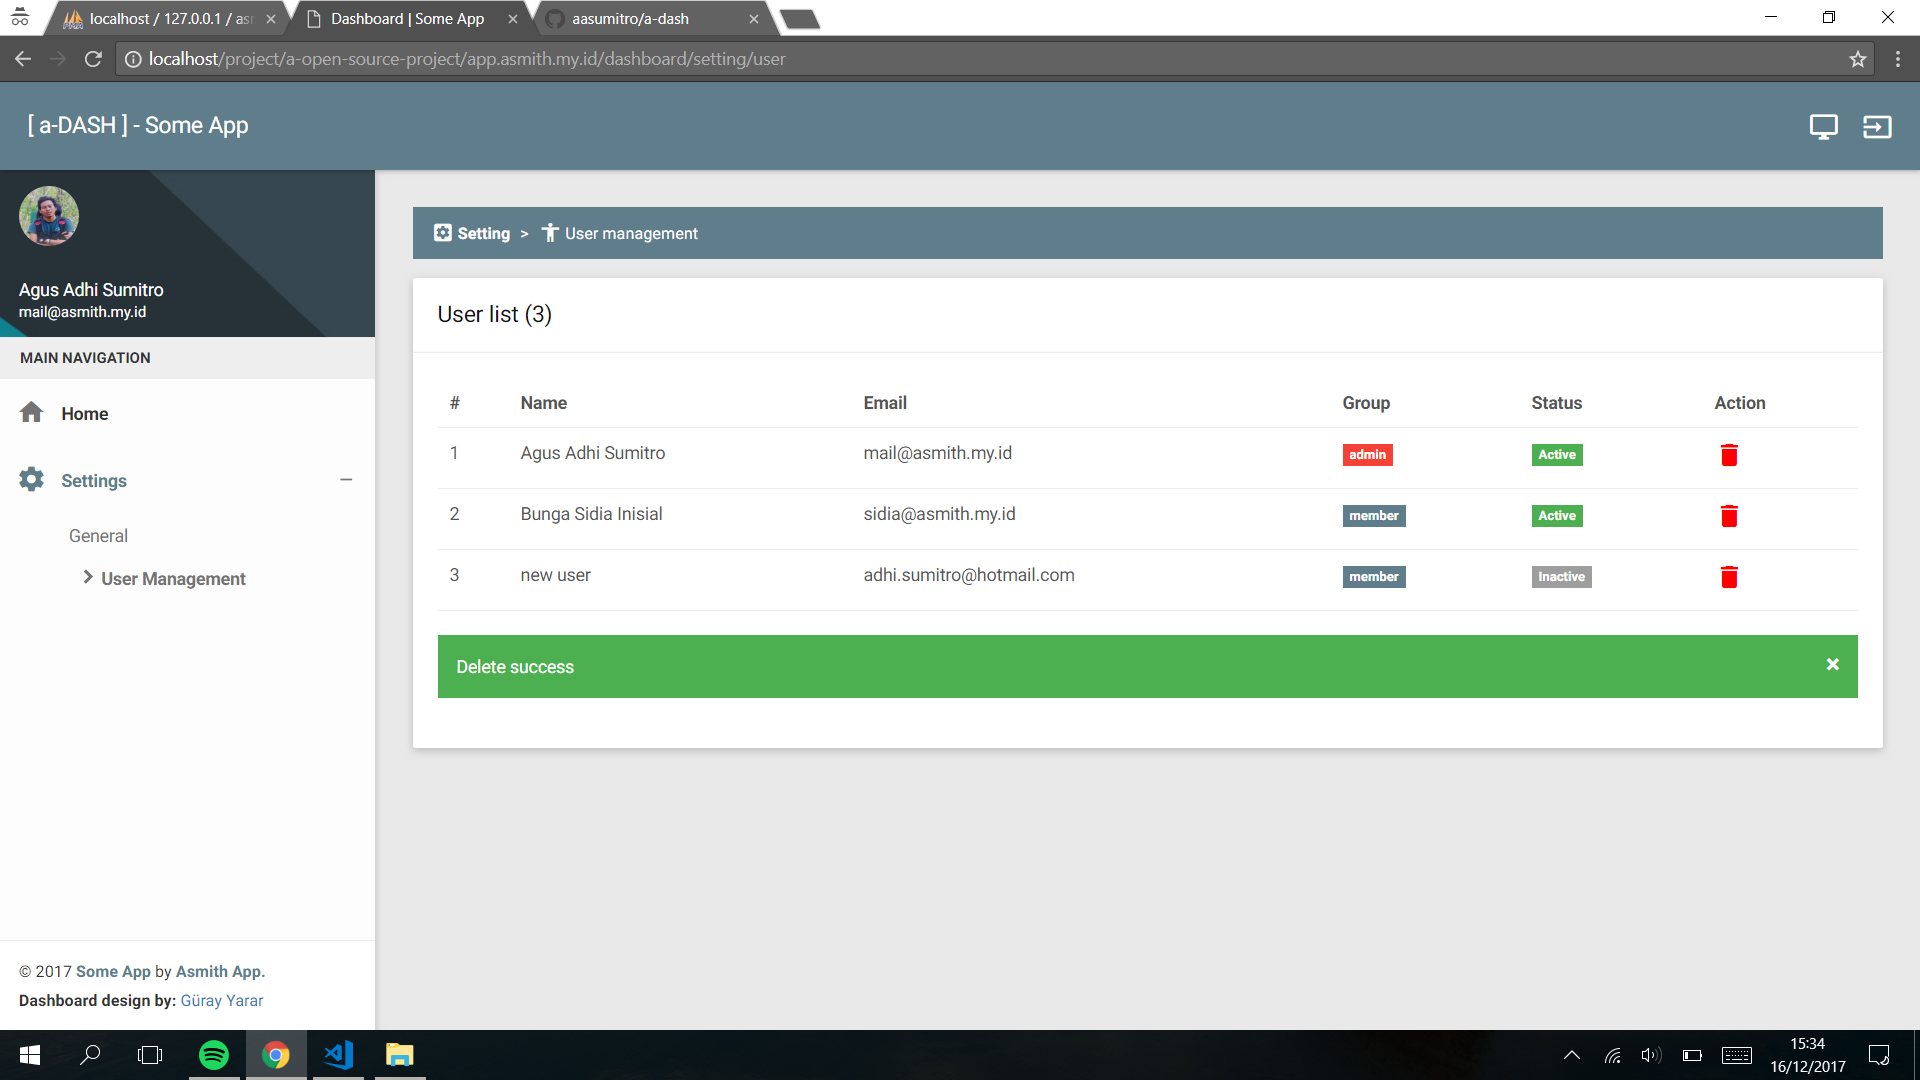 localhost / 127.0.0.1 / asm
Dashboard | Some App
aasumitro/a-dash
localhost/project/a-open-source-project/app.asmith.my.id/dashboard/setting/user
[ a-DASH ] - Some App
Agus Adhi Sumitro
mail@asmith.my.id
MAIN NAVIGATION
Home
Settings
General
User Management
© 2017 Some App by Asmith App.
Dashboard design by: Güray Yarar
Setting > User management
User list (3)
# Name Email Group Status Action
1 Agus Adhi Sumitro mail@asmith.my.id admin Active
2 Bunga Sidia Inisial sidia@asmith.my.id member Active
3 new user adhi.sumitro@hotmail.com member Inactive
Delete success
15:34
16/12/2017